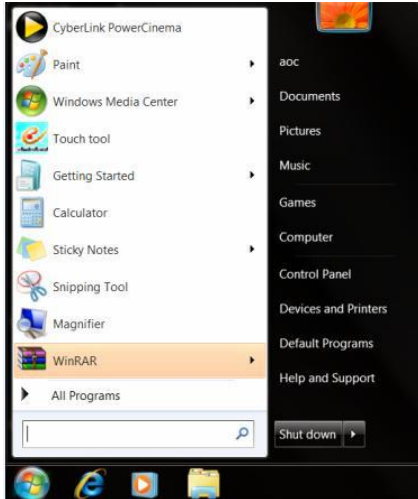 CyberLink PowerCinema
Paint
Windows Media Center
Touch tool
Getting Started
Calculator
Sticky Notes
Snipping Tool
Magnifier
WinRAR
All Programs
aoc
Documents
Pictures
Music
Games
Computer
Control Panel
Devices and Printers
Default Programs
Help and Support
Shut down